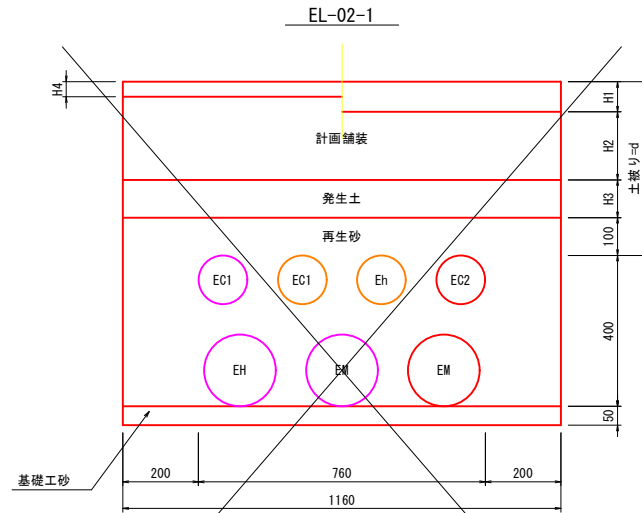 EL-02-1
H4
H1
計画舗装
H2
土被り=d
発生土
H3
再生砂
100
EC1
EC1
Eh
EC2
400
EH
EM
EM
50
基礎工砂
200
760
200
1160